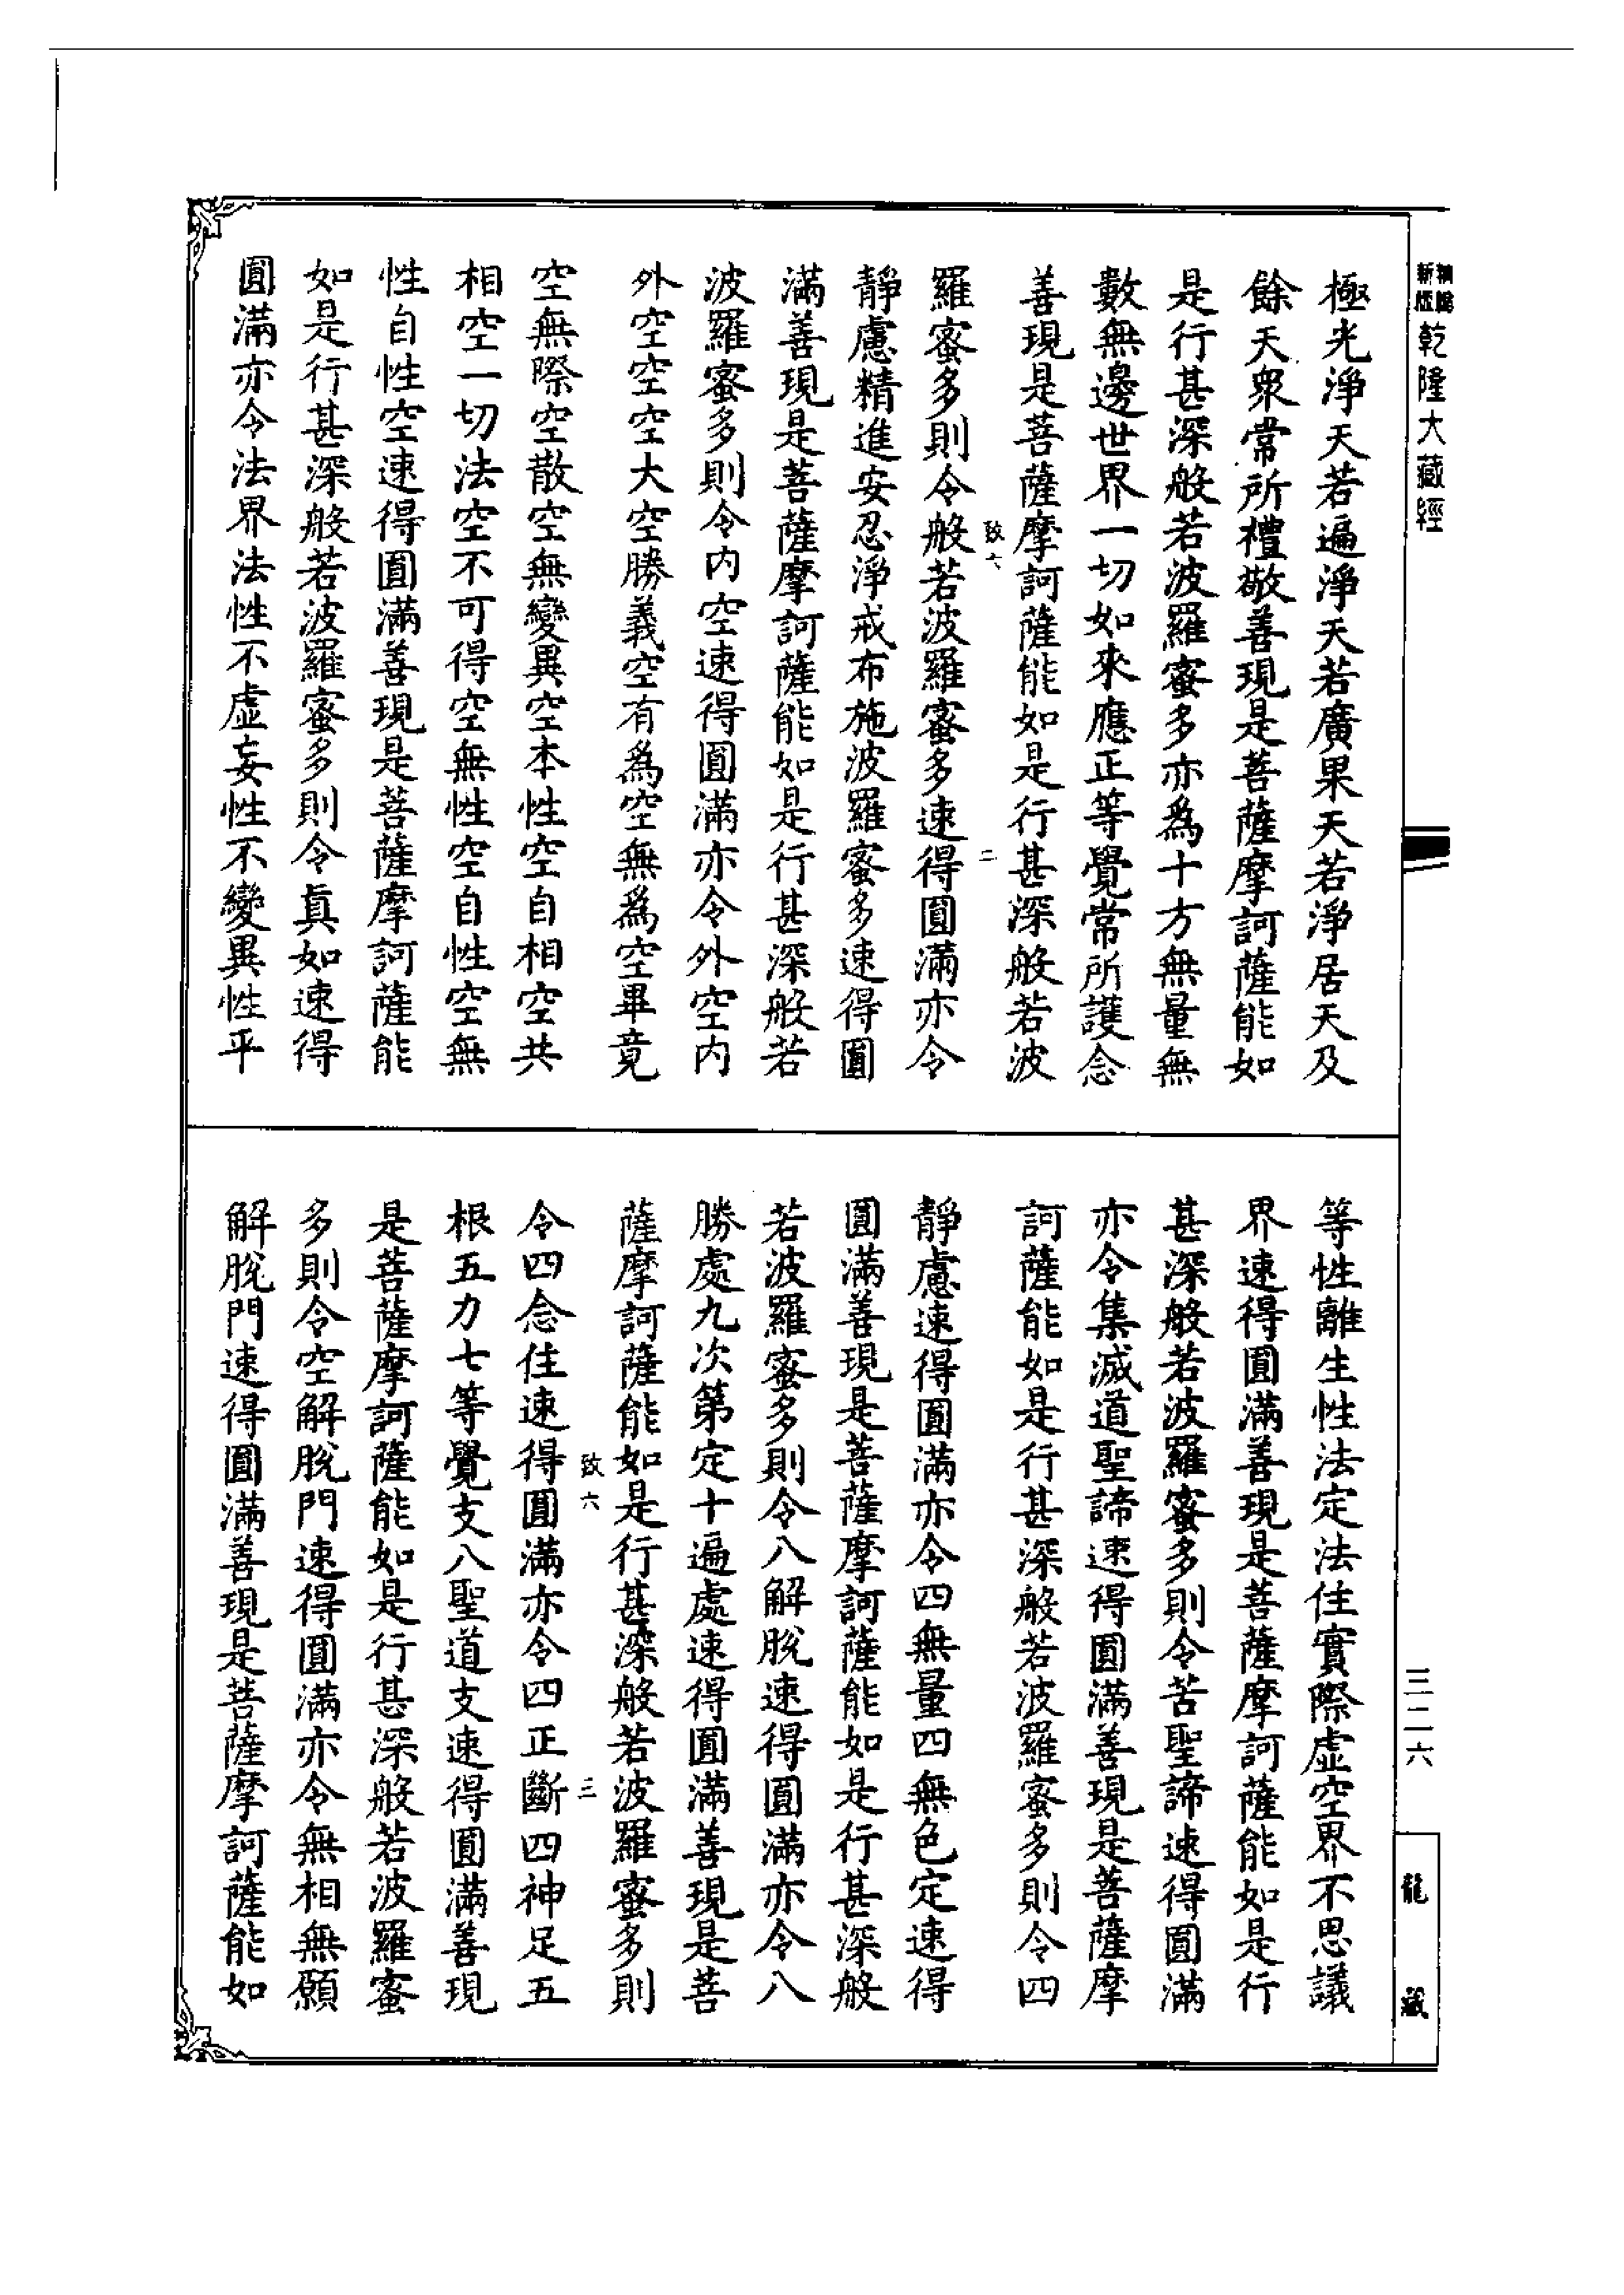 乾隆大藏經
極光淨天若遍淨天若廣果天若淨居天及
餘天衆常所禮敬善現是菩薩摩訶薩能如
是行甚深般若波羅蜜多亦爲十方無量無
數無邊世界一切如來應正等覺常所護念
善現是菩薩摩訶薩能如是行甚深般若波
致六 二
羅蜜多則令般若波羅蜜多速得圓滿亦令
靜慮精進安忍淨戒布施波羅蜜多速得圓
滿善現是菩薩摩訶薩能如是行甚深般若
波羅蜜多則令内空速得圓滿亦令外空内
外空空空大空勝義空有爲空無爲空畢竟
空無際空散空無變異空本性空自相空共
相空一切法空不可得空無性空自性空無
性自性空速得圓滿善現是菩薩摩訶薩能
如是行甚深般若波羅蜜多則令真如速得
圓滿亦令法界法性不虛妄性不變異性平
等性離生性法定法住實際虛空界不思議
界速得圓滿善現是菩薩摩訶薩能如是行
甚深般若波羅蜜多則令苦聖諦速得圓滿
亦令集滅道聖諦速得圓滿善現是菩薩摩
訶薩能如是行甚深般若波羅蜜多則令四
靜慮速得圓滿亦令四無量四無色定速得
圓滿善現是菩薩摩訶薩能如是行甚深般
若波羅蜜多則令八解脫速得圓滿亦令八
勝處九次第定十遍處速得圓滿善現是菩
薩摩訶薩能如是行甚深般若波羅蜜多則
致六 三
令四念住速得圓滿亦令四正斷四神足五
根五力七等覺支八聖道支速得圓滿善現
是菩薩摩訶薩能如是行甚深般若波羅蜜
多則令空解脫門速得圓滿亦令無相無願
解脫門速得圓滿善現是菩薩摩訶薩能如
三二六
龍藏